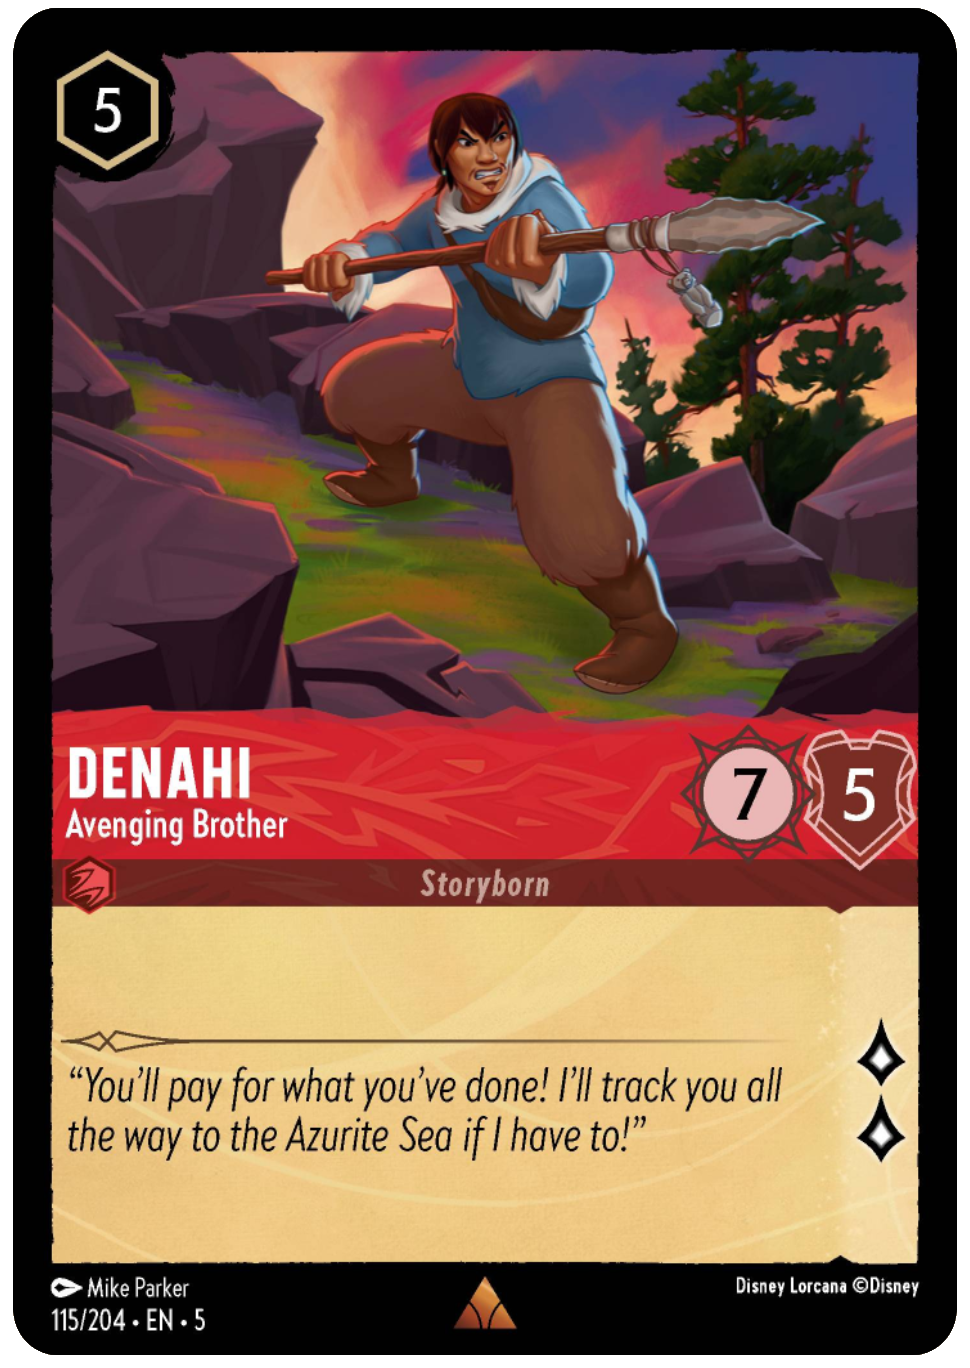 5
DENAHI
Avenging Brother
7
5
Storyborn
“You’ll pay for what you’ve done! I’ll track you all
the way to the Azurite Sea if I have to!”
Mike Parker
115/204 • EN • 5
Disney Lorcana ©Disney